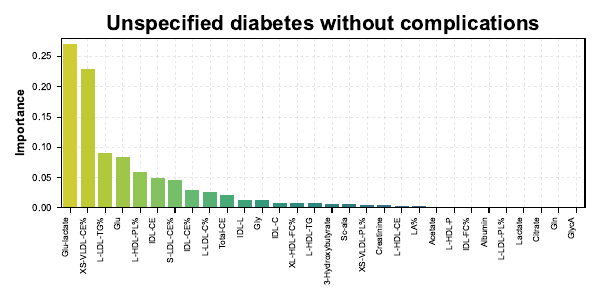 Unspecified diabetes without complications
Importance
0.25
0.20
0.15
0.10
0.05
0.00
Glu-lactate
XS-VLDL-CE%
L-LDL-TG%
Glu
L-HDL-PL%
IDL-CE
S-LDL-CE%
IDL-CE%
L-LDL-C%
Total-CE
IDL-L
Gly
IDL-C
XL-HDL-FC%
L-HDL-TG
3-Hydroxybutyrate
Sc-ala
XS-VLDL-PL%
Creatinine
L-HDL-CE
LA%
Acetate
L-HDL-P
IDL-FC%
Albumin
L-LDL-PL%
Lactate
Citrate
Gln
GlycA